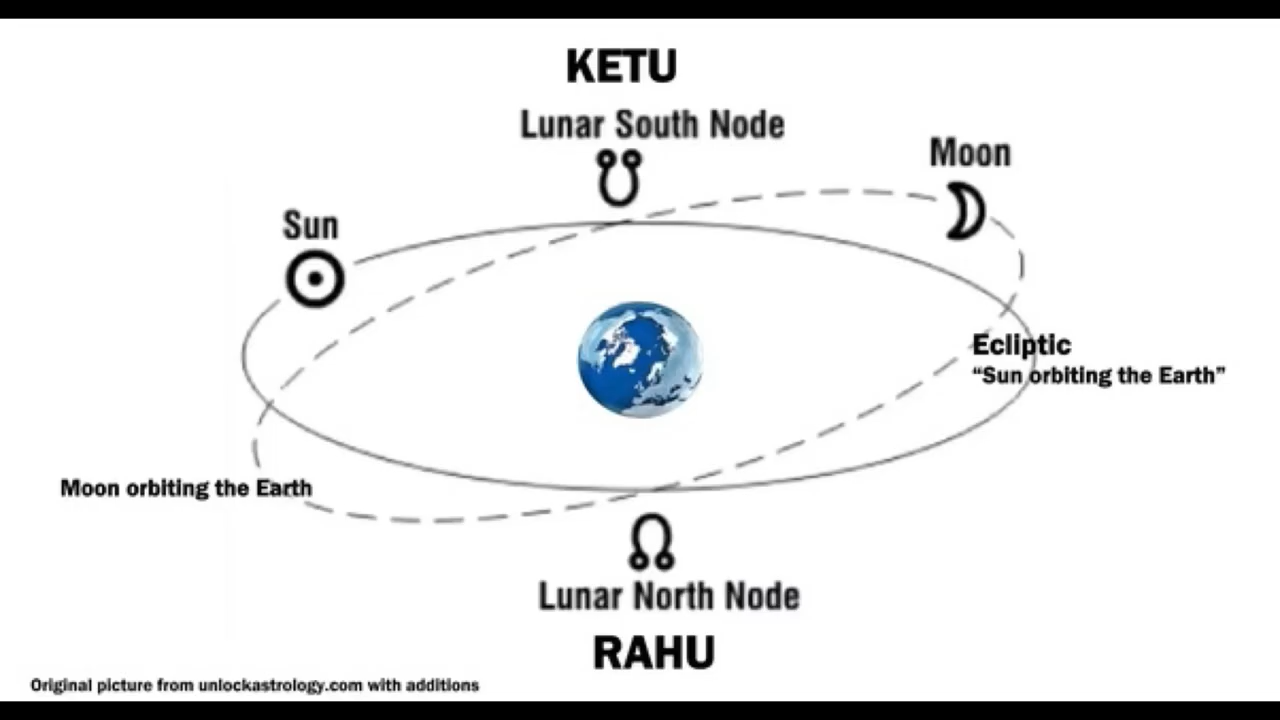 KETU
Lunar South Node
Moon
Sun
Ecliptic
“Sun orbiting the Earth”
Moon orbiting the Earth
Lunar North Node
RAHU
Original picture from unlockastrology.com with additions